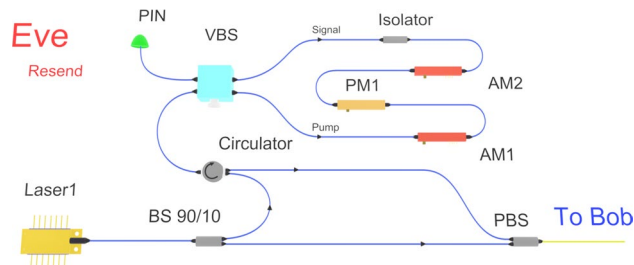 Eve
Resend
PIN
VBS
Signal
Isolator
AM2
PM1
Pump
AM1
Circulator
Laser1
BS 90/10
PBS
To Bob